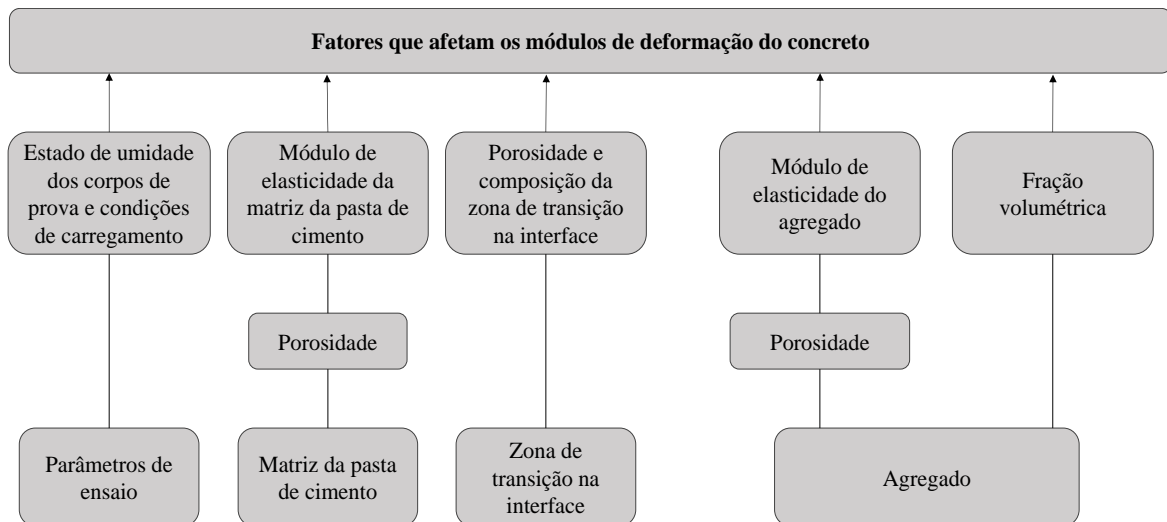 Fatores que afetam os módulos de deformação do concreto
Estado de umidade
dos corpos de
prova e condições
de carregamento
Módulo de
elasticidade da
matriz da pasta de
cimento
Porosidade e
composição da
zona de transição
na interface
Módulo de
elasticidade do
agregado
Fração
volumétrica
Porosidade
Porosidade
Parâmetros de
ensaio
Matriz da pasta
de cimento
Zona de
transição na
interface
Agregado